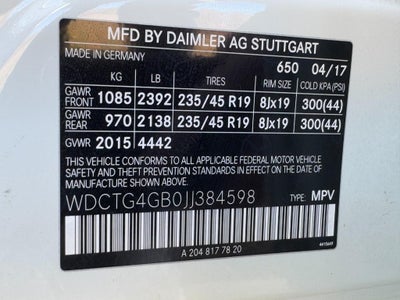 MFD BY DAIMLER AG STUTTGART
MADE IN GERMANY 650 04/17
KG LB TIRES RIM SIZE COLD KPA (PSI)
GAWR FRONT 1085 2392 235/45 R19 8Jx19 300(44)
GAWR REAR 970 2138 235/45 R19 8Jx19 300(44)
GVWR 2015 4442
THIS VEHICLE CONFORMS TO ALL APPLICABLE FEDERAL MOTOR VEHICLE
SAFETY AND THEFT PREVENTION STANDARDS IN EFFECT ON THE DATE OF
MANUFACTURE SHOWN ABOVE.
WDCTG4GB0JJ384598 TYPE: MPV
A 204 817 78 20